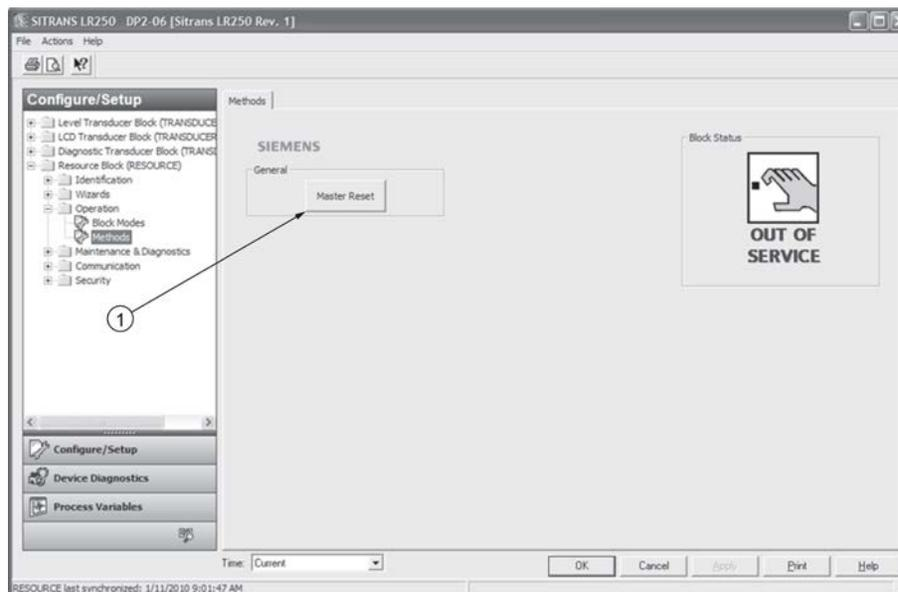 SITRANS LR250 DP2-06 [Sitrans LR250 Rev. 1]
File Actions Help
Configure/Setup
Level Transducer Block (TRANSDUCE
LCD Transducer Block (TRANSDUCER
Diagnostic Transducer Block (TRANSD
Resource Block (RESOURCE)
Identification
Wizards
Operation
Block Modes
Methods
Maintenance & Diagnostics
Communication
Security
Configure/Setup
Device Diagnostics
Process Variables
Methods
SIEMENS
General
Master Reset
1
Block Status
OUT OF
SERVICE
Time: Current
OK Cancel Apply Print Help
RESOURCE last synchronized: 1/11/2010 9:01:47 AM